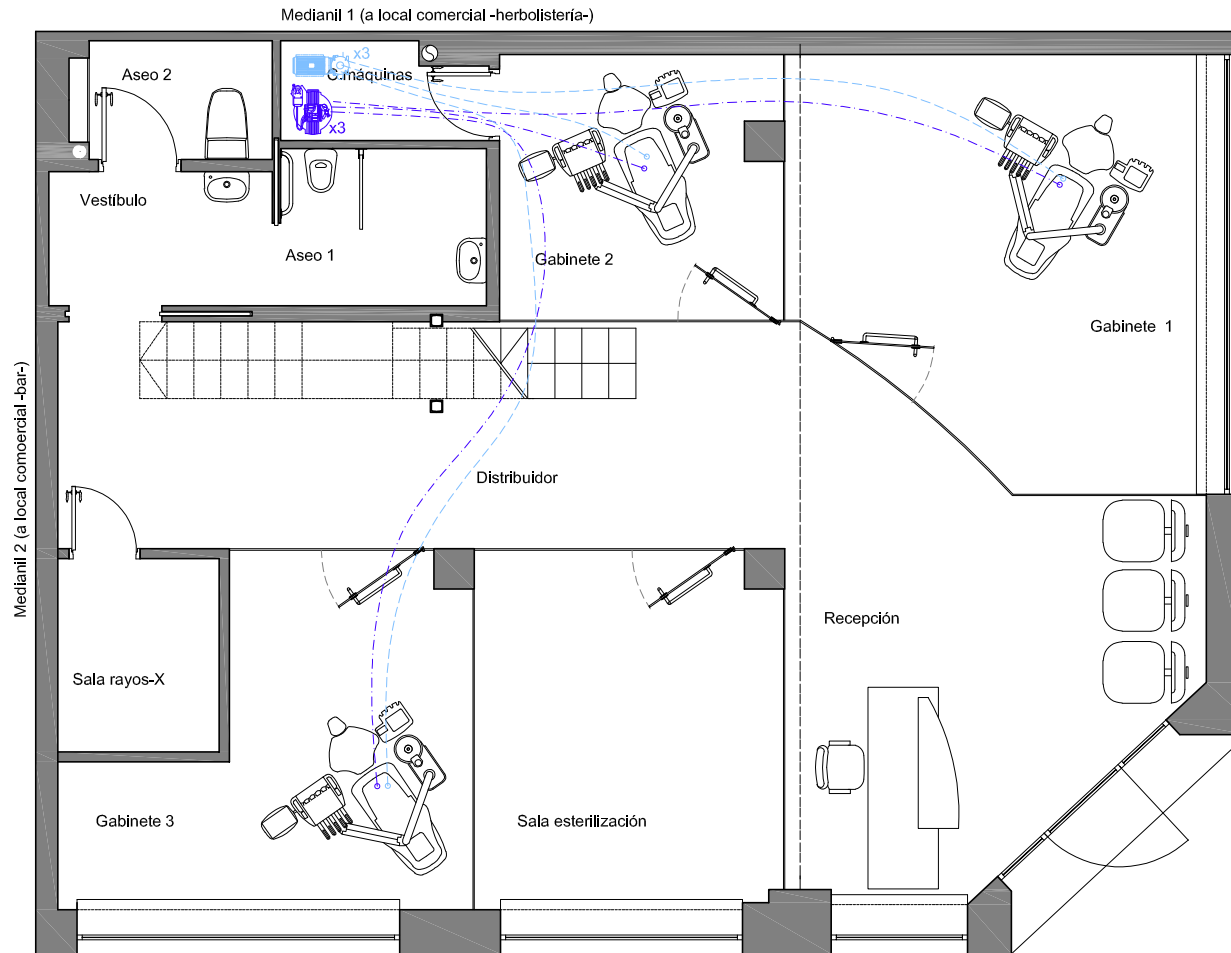 Medianil 1 (a local comercial -herbolistería-)
x3
Aseo 2
C.máquinas
x3
Vestíbulo
Aseo 1
Gabinete 2
Gabinete 1
Medianil 2 (a local comoercial -bar-)
Distribuidor
Recepción
Sala rayos-X
Gabinete 3
Sala esterilización